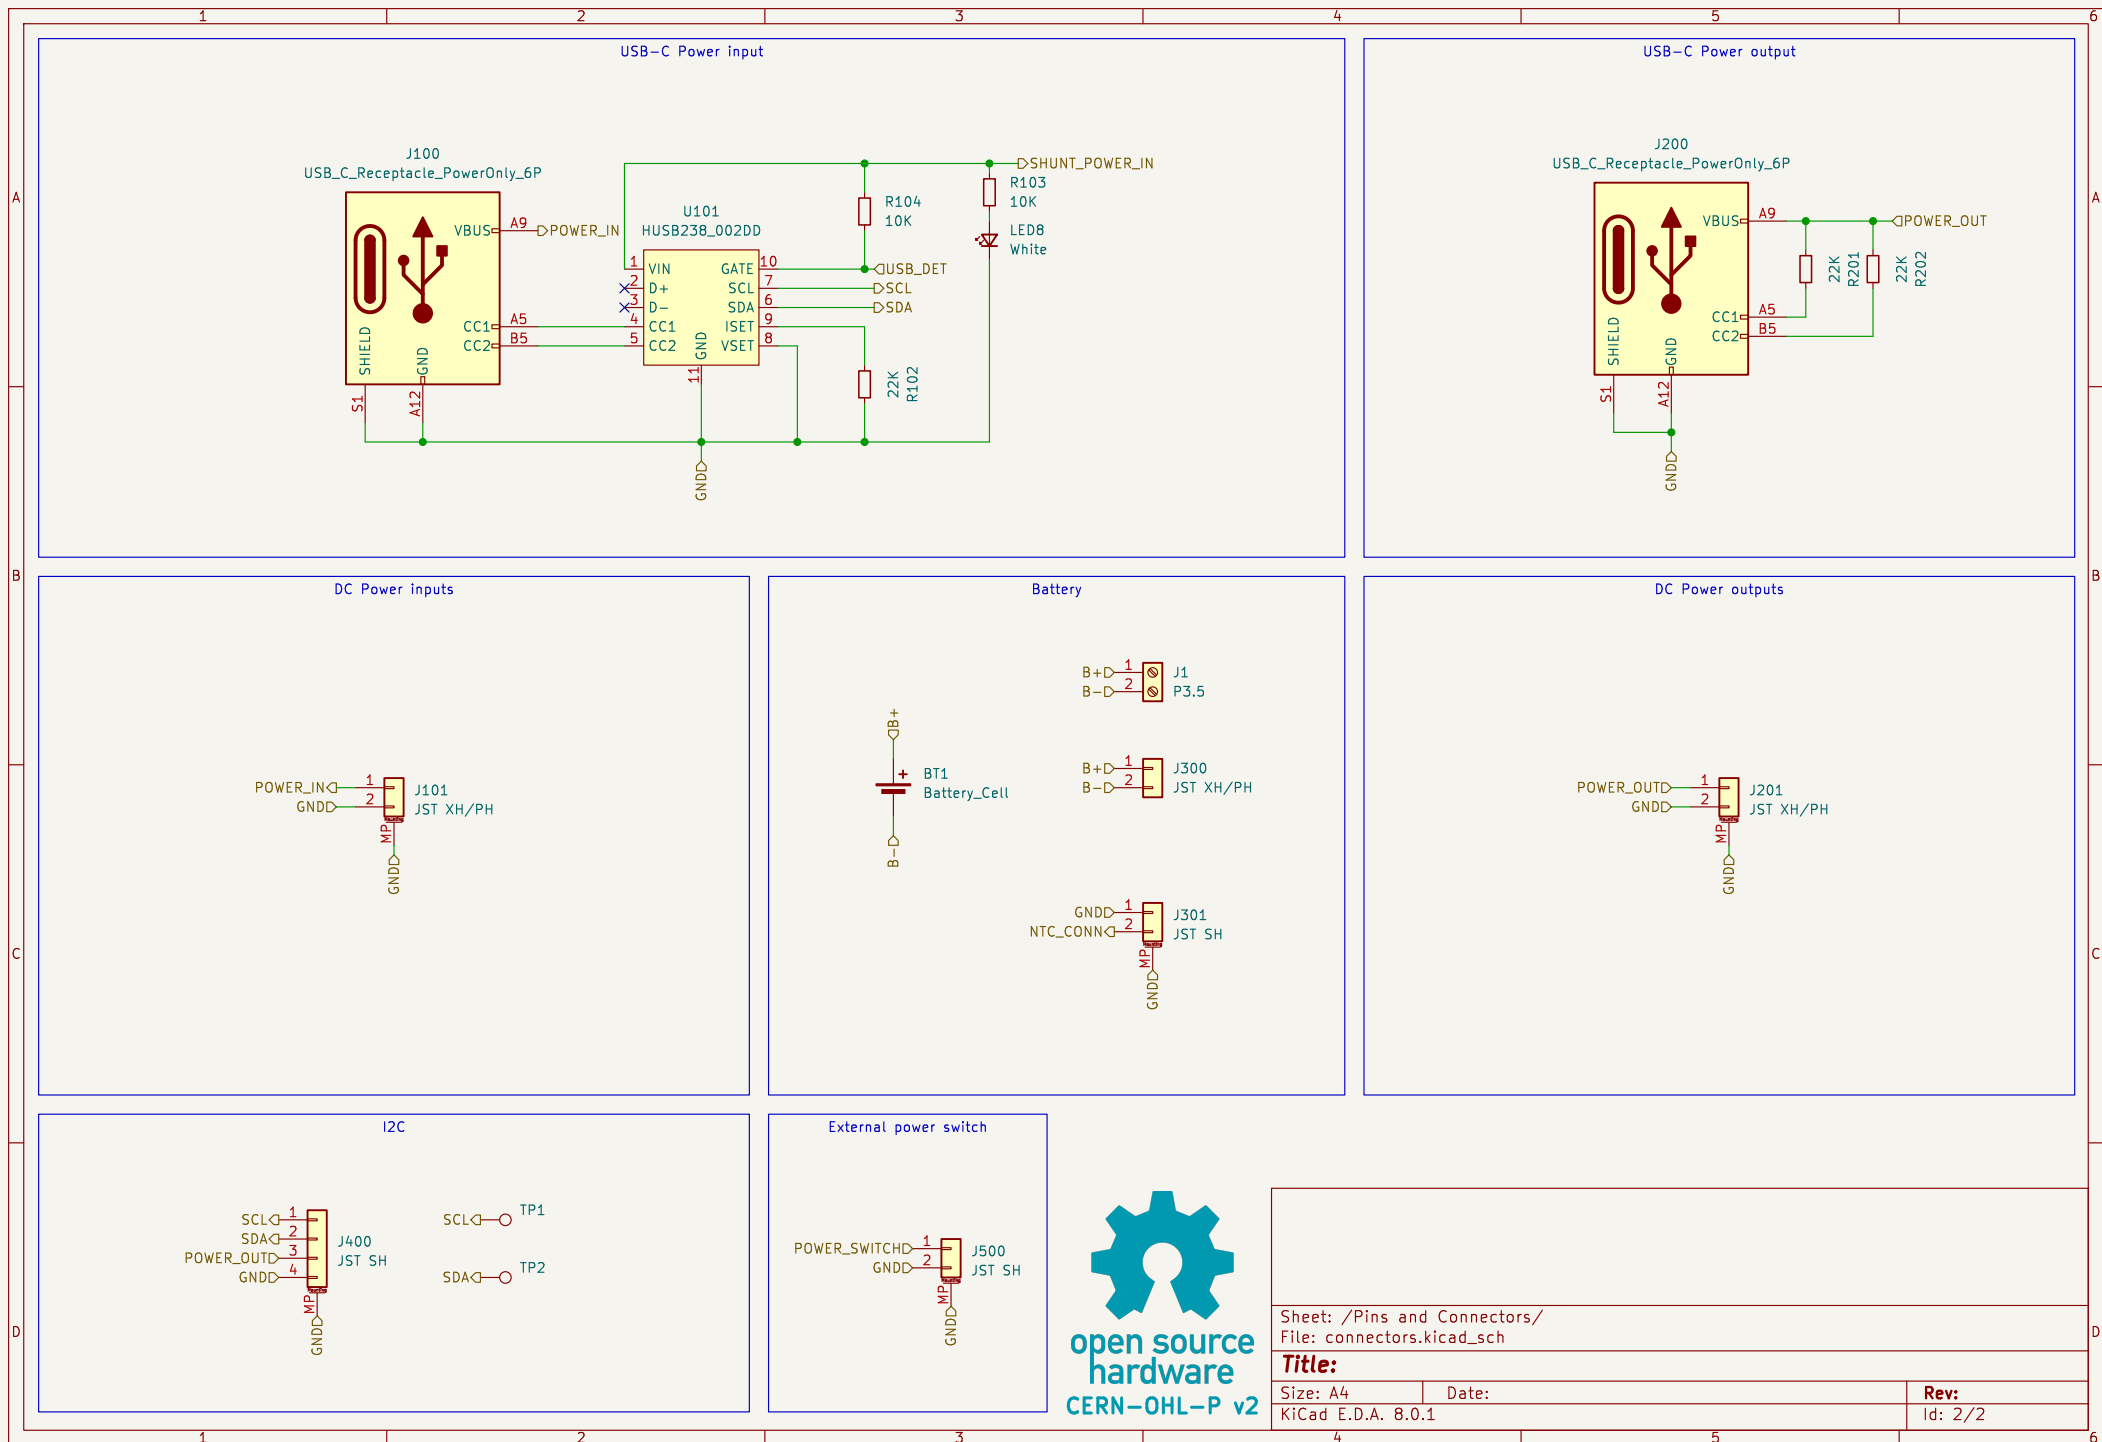 1 2 3 4 5 6
A
B
C
D
A
B
C
D
1 2 3 4 5 6
USB-C Power input
J100
USB_C_Receptacle_PowerOnly_6P
VBUS
A9
POWER_IN
CC1
A5
CC2
B5
SHIELD
GND
S1
A12
U101
HUSB238_002DD
1 VIN
2 D+
3 D-
4 CC1
5 CC2
GATE 10
SCL 7
SDA 6
ISET 9
VSET 8
GND
11
GND
USB_DET
SCL
SDA
SHUNT_POWER_IN
R104
10K
R103
10K
LED8
White
22K
R102
USB-C Power output
J200
USB_C_Receptacle_PowerOnly_6P
VBUS
A9
POWER_OUT
22K
R201
22K
R202
CC1
A5
CC2
B5
SHIELD
GND
S1
A12
GND
DC Power inputs
POWER_IN 1
GND 2
J101
JST XH/PH
MP
GND
Battery
B+
BT1
Battery_Cell
B-
B+ 1
B- 2
J1
P3.5
B+ 1
B- 2
J300
JST XH/PH
GND 1
NTC_CONN 2
J301
JST SH
MP
GND
DC Power outputs
POWER_OUT 1
GND 2
J201
JST XH/PH
MP
GND
I2C
SCL 1
SDA 2
POWER_OUT 3
GND 4
J400
JST SH
MP
GND
SCL TP1
SDA TP2
External power switch
POWER_SWITCH 1
GND 2
J500
JST SH
MP
GND
open source
hardware
CERN-OHL-P v2
Sheet: /Pins and Connectors/
File: connectors.kicad_sch
Title:
Size: A4 Date: Rev:
KiCad E.D.A. 8.0.1 Id: 2/2